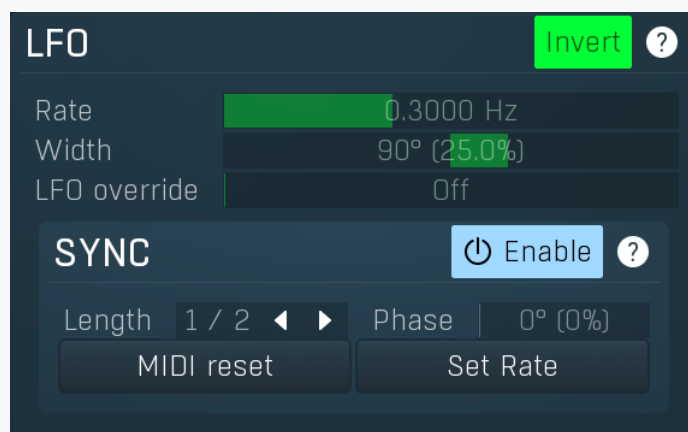 LFO Invert ?
Rate 0.3000 Hz
Width 90° (25.0%)
LFO override Off
SYNC Enable ?
Length 1 / 2 Phase 0° (0%)
MIDI reset Set Rate